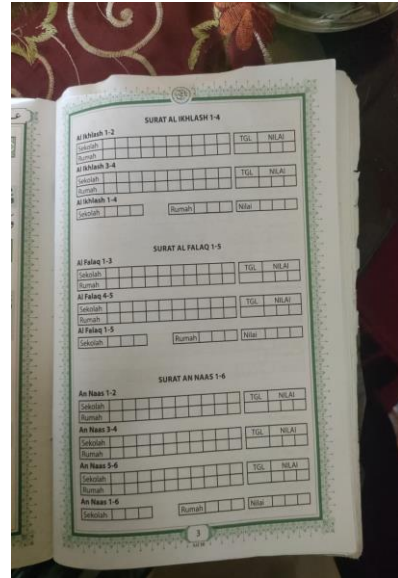 SURAT AL IKHLASH 1-4
Al Ikhlash 1-2
Sekolah TGL NILAI
Rumah
Al Ikhlash 3-4
Sekolah TGL NILAI
Rumah
Al Ikhlash 1-4
Sekolah Rumah Nilai
SURAT AL FALAQ 1-5
Al Falaq 1-3
Sekolah TGL NILAI
Rumah
Al Falaq 4-5
Sekolah TGL NILAI
Rumah
Al Falaq 1-5
Sekolah Rumah Nilai
SURAT AN NAAS 1-6
An Naas 1-2
Sekolah TGL NILAI
Rumah
An Naas 3-4
Sekolah TGL NILAI
Rumah
An Naas 5-6
Sekolah TGL NILAI
Rumah
An Naas 1-6
Sekolah Rumah Nilai
3